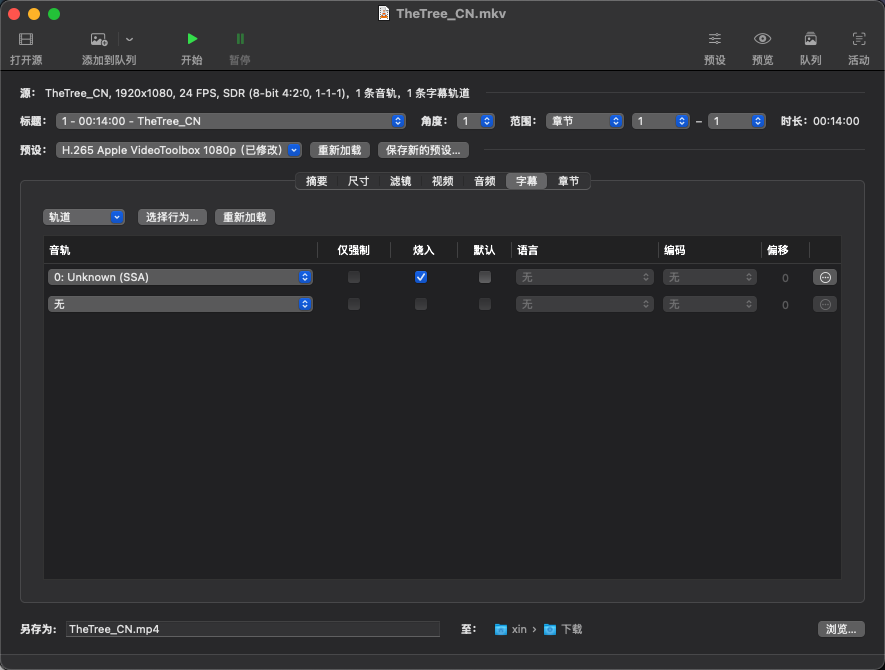 TheTree_CN.mkv
打开源 添加到队列 开始 暂停 预设 预览 队列 活动
源： TheTree_CN, 1920x1080, 24 FPS, SDR (8-bit 4:2:0, 1-1-1)，1 条音轨，1 条字幕轨道
标题： 1 - 00:14:00 - TheTree_CN 角度： 1 范围： 章节 1 – 1 时长： 00:14:00
预设： H.265 Apple VideoToolbox 1080p (已修改) 重新加载 保存新的预设...
摘要 尺寸 滤镜 视频 音频 字幕 章节
轨道 选择行为... 重新加载
音轨 仅强制 烧入 默认 语言 编码 偏移
0: Unknown (SSA) 无 无 0
无 无 无 0
另存为: TheTree_CN.mp4 至： xin › 下载 浏览...